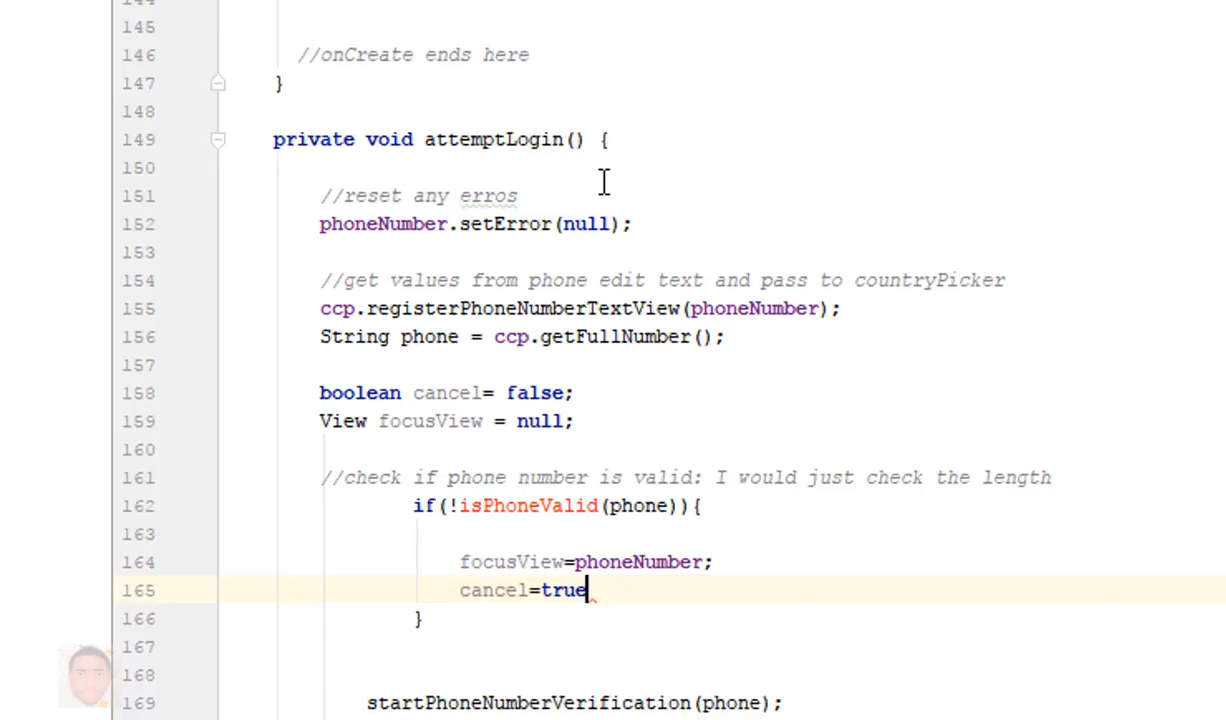 144
145
146 //onCreate ends here
147 }
148
149 private void attemptLogin() {
150
151 //reset any erros
152 phoneNumber.setError(null);
153
154 //get values from phone edit text and pass to countryPicker
155 ccp.registerPhoneNumberTextView(phoneNumber);
156 String phone = ccp.getFullNumber();
157
158 boolean cancel= false;
159 View focusView = null;
160
161 //check if phone number is valid: I would just check the length
162 if(!isPhoneValid(phone)){
163
164 focusView=phoneNumber;
165 cancel=true
166 }
167
168
169 startPhoneNumberVerification(phone);